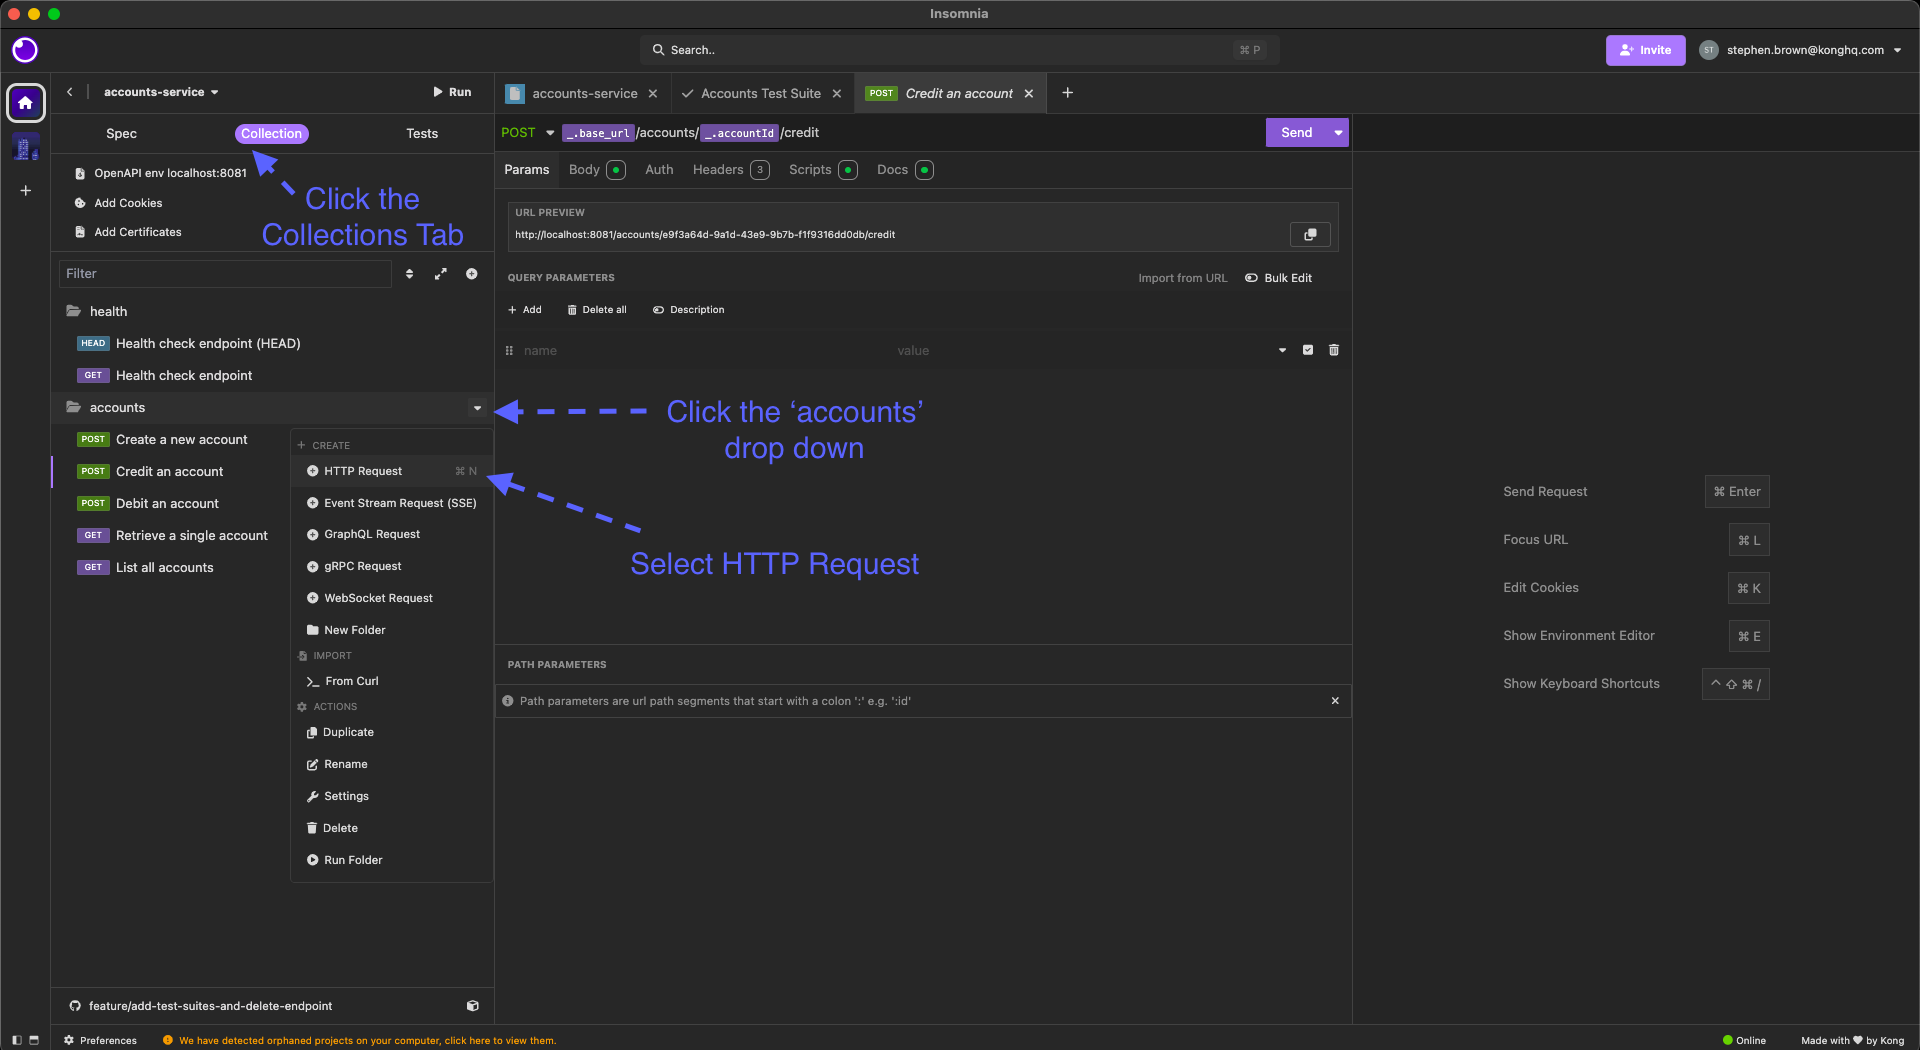 Insomnia
Search..
⌘ P
Invite
ST
stephen.brown@konghq.com
accounts-service
Run
accounts-service
Accounts Test Suite
POST Credit an account
Spec
Collection
Tests
POST
_.base_url/accounts/_.accountId/credit
Send
OpenAPI env localhost:8081
Add Cookies
Add Certificates
Click the
Collections Tab
Params
Body
Auth
Headers 3
Scripts
Docs
URL PREVIEW
http://localhost:8081/accounts/e9f3a64d-9a1d-43e9-9b7b-f1f9316dd0db/credit
Filter
QUERY PARAMETERS
Import from URL
Bulk Edit
Add
Delete all
Description
name
value
health
HEAD Health check endpoint (HEAD)
GET Health check endpoint
accounts
Click the ‘accounts’
drop down
POST Create a new account
POST Credit an account
POST Debit an account
GET Retrieve a single account
GET List all accounts
CREATE
HTTP Request ⌘ N
Event Stream Request (SSE)
GraphQL Request
gRPC Request
WebSocket Request
New Folder
IMPORT
From Curl
ACTIONS
Duplicate
Rename
Settings
Delete
Run Folder
Select HTTP Request
PATH PARAMETERS
Path parameters are url path segments that start with a colon ':' e.g. ':id'
Send Request ⌘ Enter
Focus URL ⌘ L
Edit Cookies ⌘ K
Show Environment Editor ⌘ E
Show Keyboard Shortcuts ⌃ ⇧ ⌘ /
feature/add-test-suites-and-delete-endpoint
Preferences
We have detected orphaned projects on your computer, click here to view them.
Online
Made with ♥ by Kong